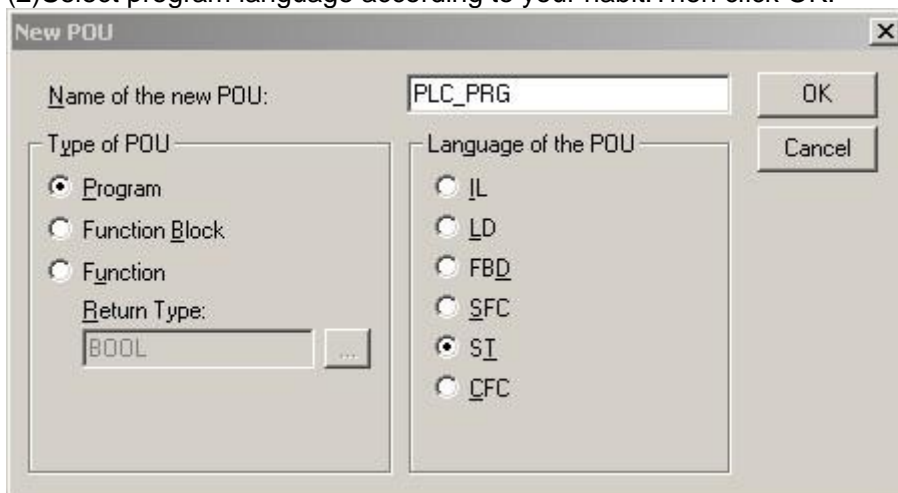 (2)Select program language according to your habit.Then click OK.
New POU
Name of the new POU:
PLC_PRG
OK
Cancel
Type of POU
Program
Function Block
Function
Return Type:
BOOL
...
Language of the POU
IL
LD
FBD
SFC
ST
CFC